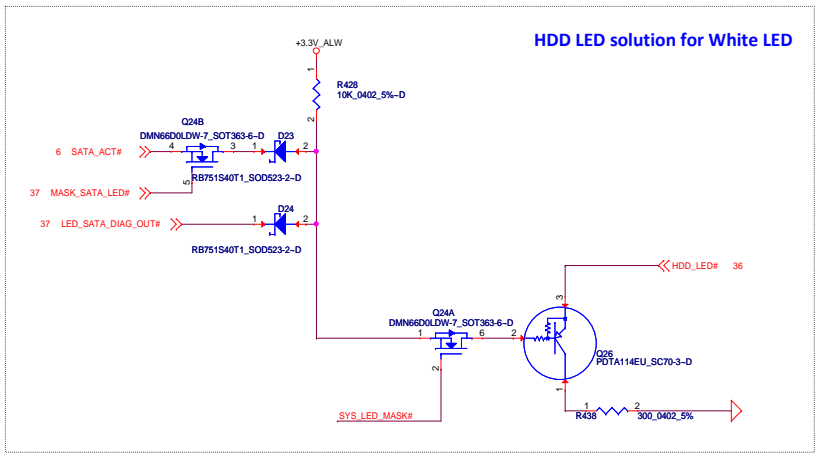 HDD LED solution for White LED
+3.3V_ALW
1
R428
10K_0402_5%~D
2
Q24B
DMN66D0LDW-7_SOT363-6~D
D23
6 SATA_ACT#
4
3
1
2
RB751S40T1_SOD523-2~D
5
37 MASK_SATA_LED#
D24
37 LED_SATA_DIAG_OUT#
1
2
RB751S40T1_SOD523-2~D
HDD_LED# 36
3
Q24A
DMN66D0LDW-7_SOT363-6~D
1
6
2
2
Q26
PDTA114EU_SC70-3~D
1
SYS_LED_MASK#
1
2
R438
300_0402_5%